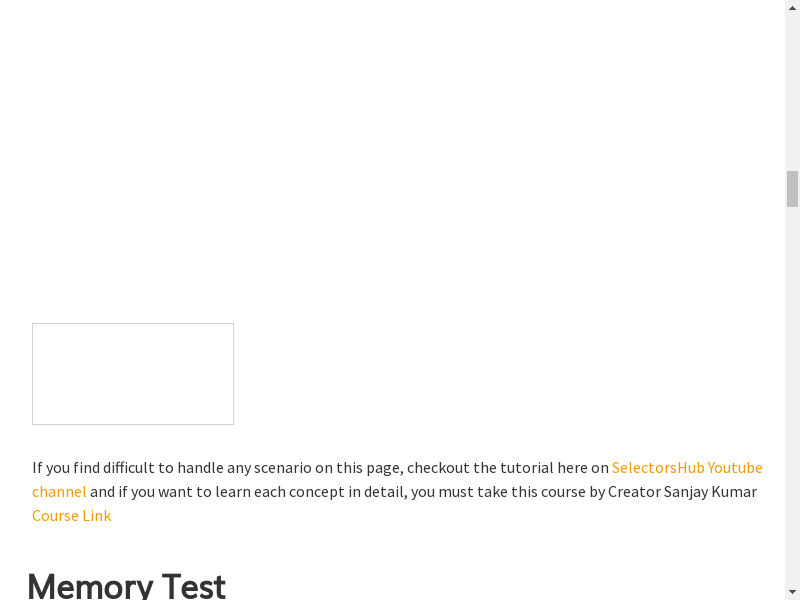 If you find difficult to handle any scenario on this page, checkout the tutorial here on SelectorsHub Youtube
channel and if you want to learn each concept in detail, you must take this course by Creator Sanjay Kumar
Course Link
Memory Test